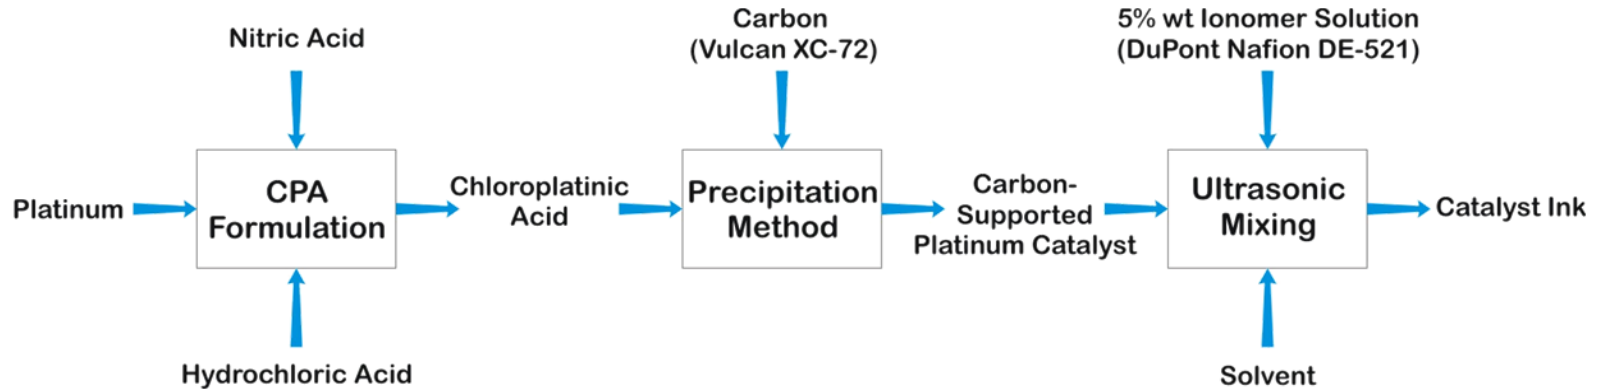 Nitric Acid
Carbon
(Vulcan XC-72)
5% wt Ionomer Solution
(DuPont Nafion DE-521)
Platinum
CPA
Formulation
Chloroplatinic
Acid
Precipitation
Method
Carbon-
Supported
Platinum Catalyst
Ultrasonic
Mixing
Catalyst Ink
Hydrochloric Acid
Solvent